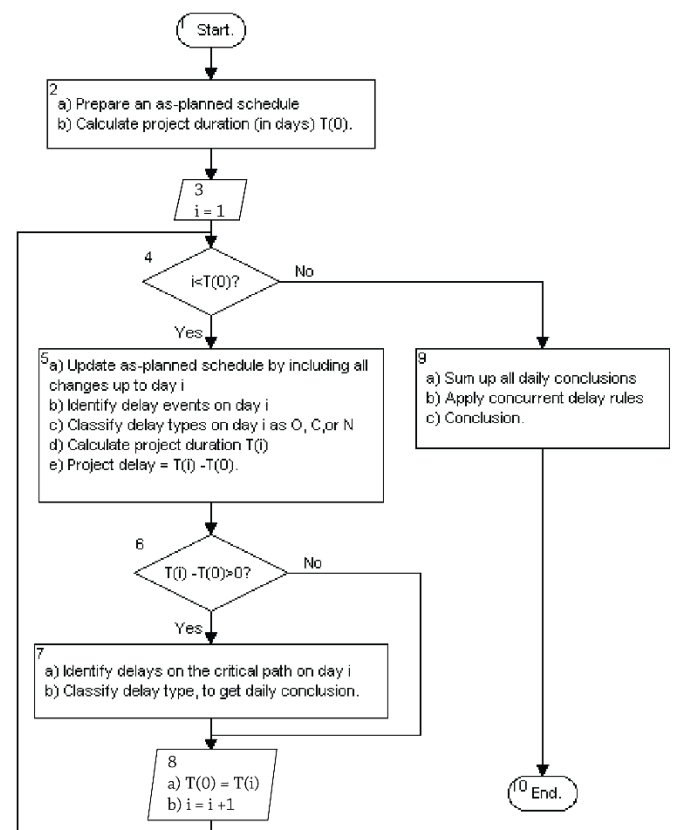 1 Start.
2
a) Prepare an as-planned schedule
b) Calculate project duration (in days) T(0).
3
i = 1
4
i<T(0)?
No
Yes
5 a) Update as-planned schedule by including all
changes up to day i
b) Identify delay events on day i
c) Classify delay types on day i as O, C,or N
d) Calculate project duration T(i)
e) Project delay = T(i) -T(0).
9
a) Sum up all daily conclusions
b) Apply concurrent delay rules
c) Conclusion.
6
T(i) -T(0)>0?
No
Yes
7
a) Identify delays on the critical path on day i
b) Classify delay type, to get daily conclusion.
8
a) T(0) = T(i)
b) i = i +1
10 End.